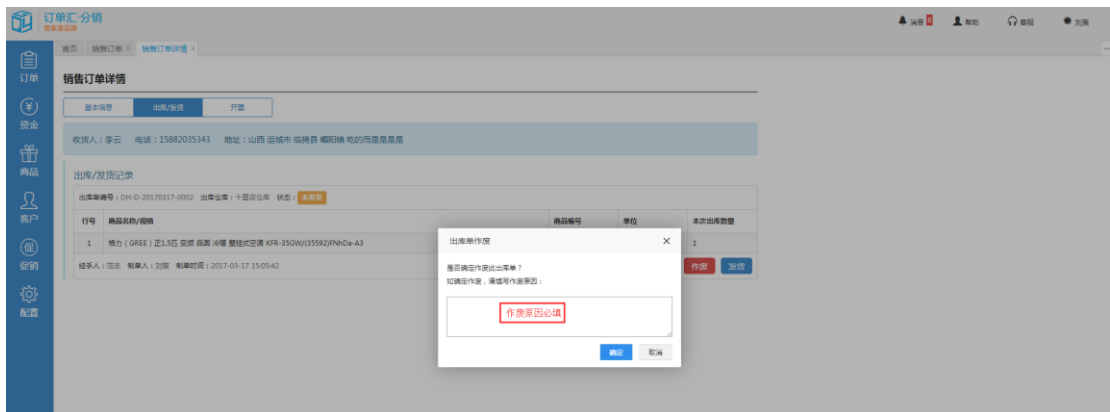 订单汇·分销
消息
帮助
客服
刘策
首页
销售订单 ×
销售订单详情 ×
订单
资金
商品
客户
促
促销
配置
销售订单详情
基本信息
出库/发货
开票
收货人：李云 电话：15882035343 地址：山西 运城市 临猗县 嵋阳镇 吃的而是是是是
出库/发货记录
出库单编号：DH-D-20170317-0002 出库仓库：十里店仓库 状态：未发货
行号 商品名称/规格 商品编号 单位 本次出库数量
1 格力（GREE）正1.5匹 变频 品圆 冷暖 壁挂式空调 KFR-35GW/(35592)FNhDa-A3 1
经手人：范志 制单人：刘策 制单时间：2017-03-17 15:05:42
作废 发货
出库单作废 ×
是否确定作废此出库单？
如确定作废，请填写作废原因：
作废原因必填
确定 取消